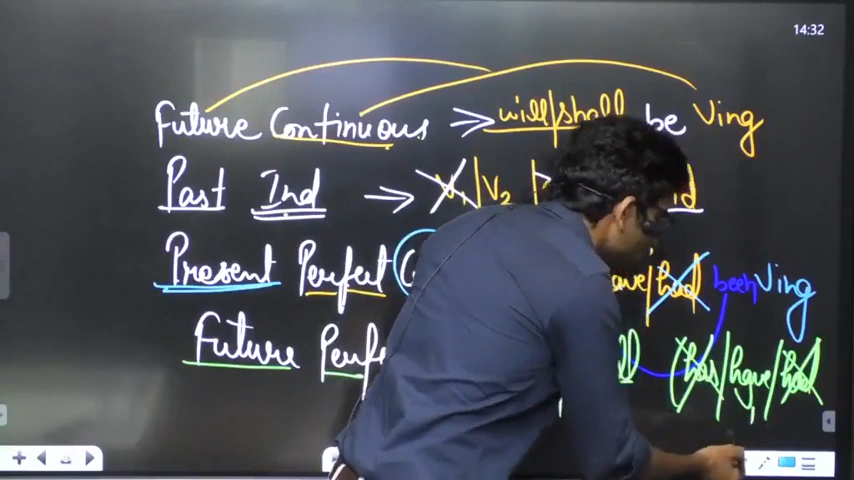 14:32
Future Continuous ⇒ will/shall be Ving
Past Ind → V₁/V₂/
Present Perfect have/had been Ving
Future Perfe (has/have/had